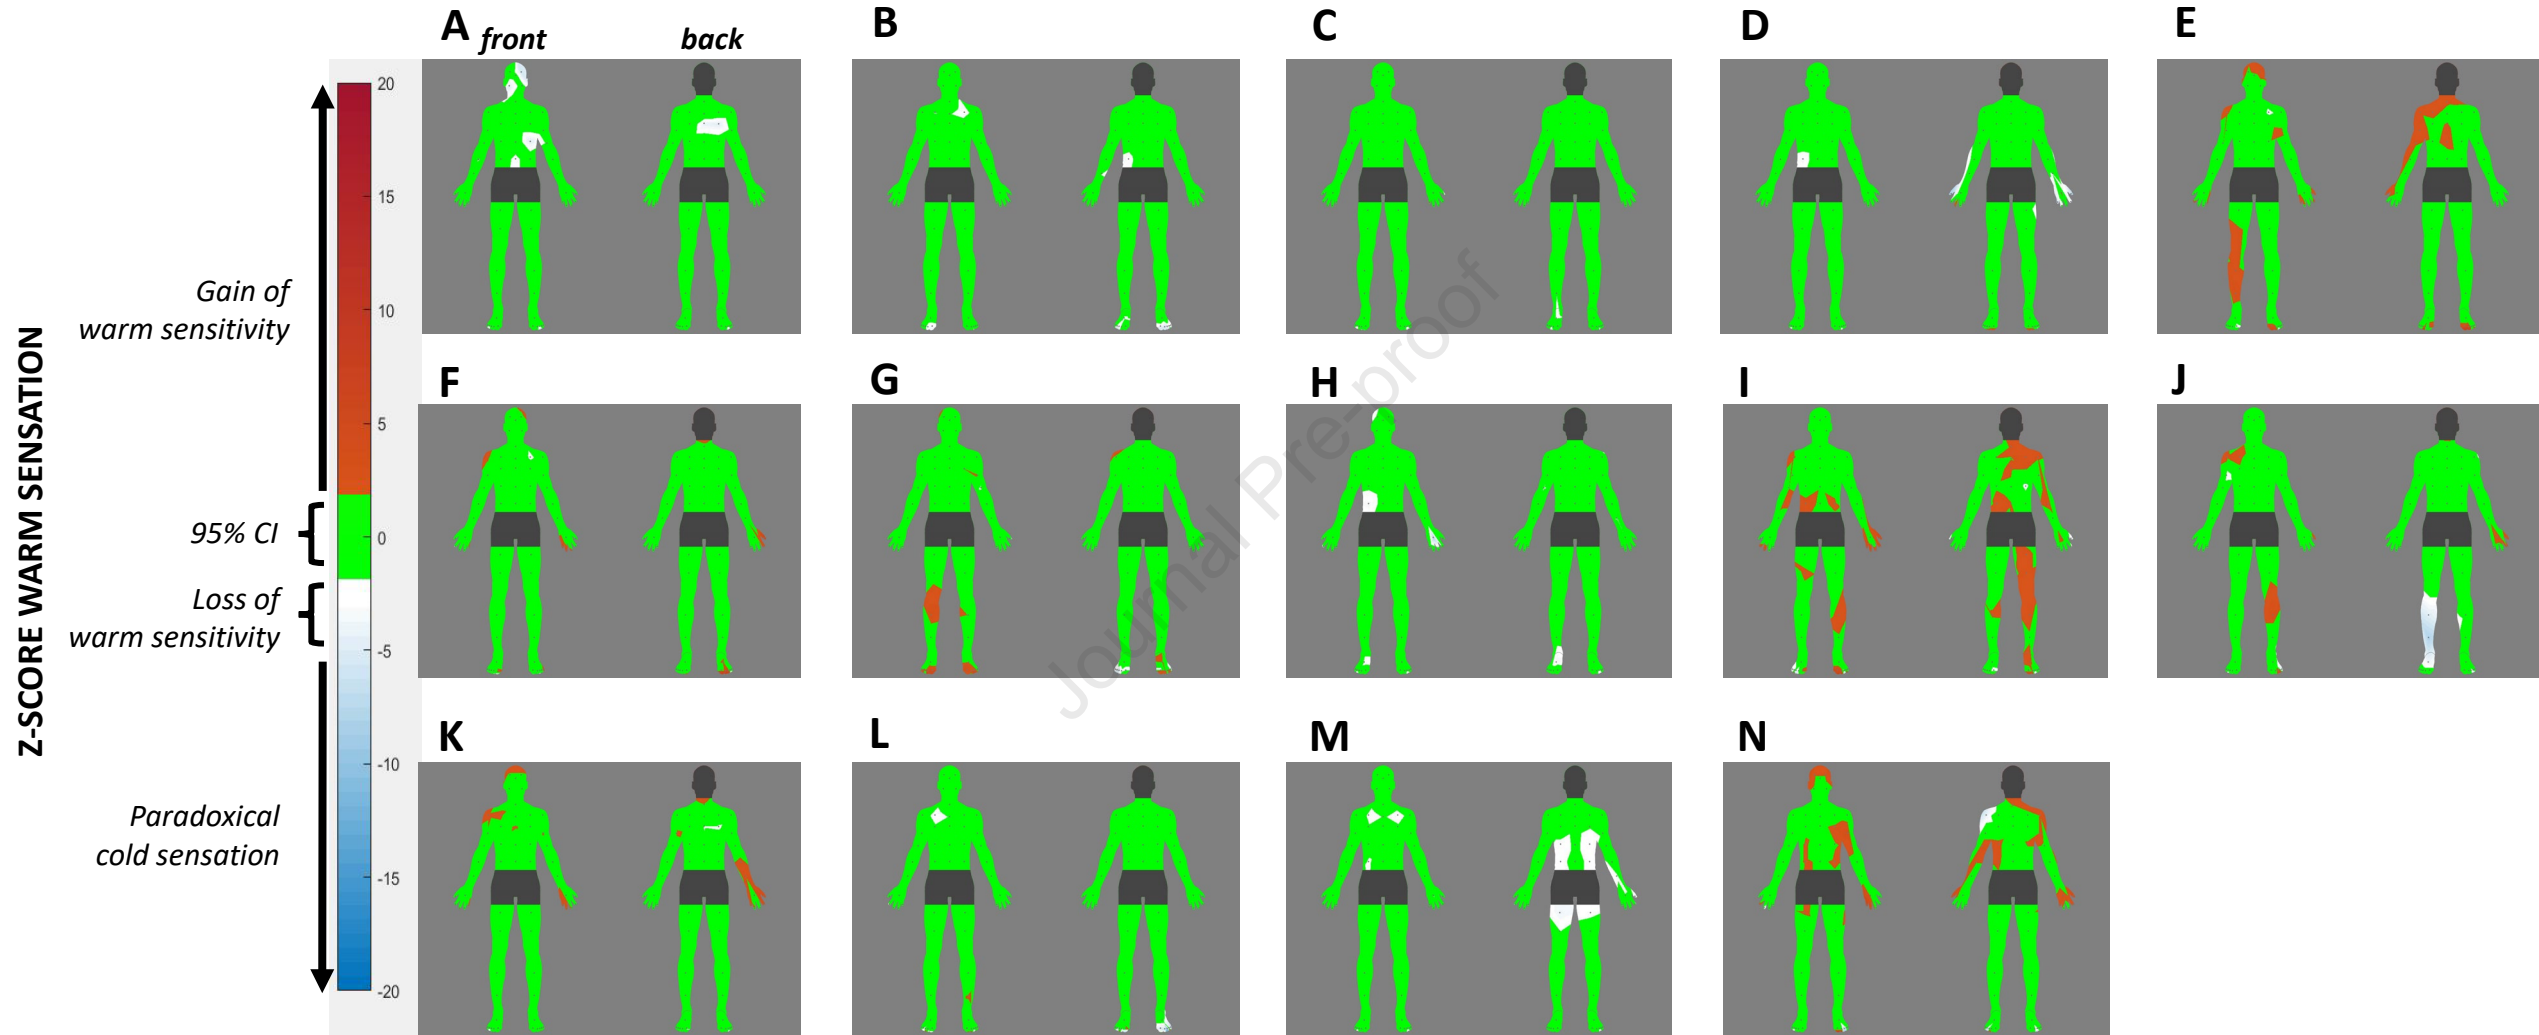 A front back
B
C
D
E
Z-SCORE WARM SENSATION
20
15
10
5
0
-5
-10
-15
-20
Gain of
warm sensitivity
95% CI
Loss of
warm sensitivity
Paradoxical
cold sensation
F
G
H
I
J
K
L
M
N
Journal Pre-proof